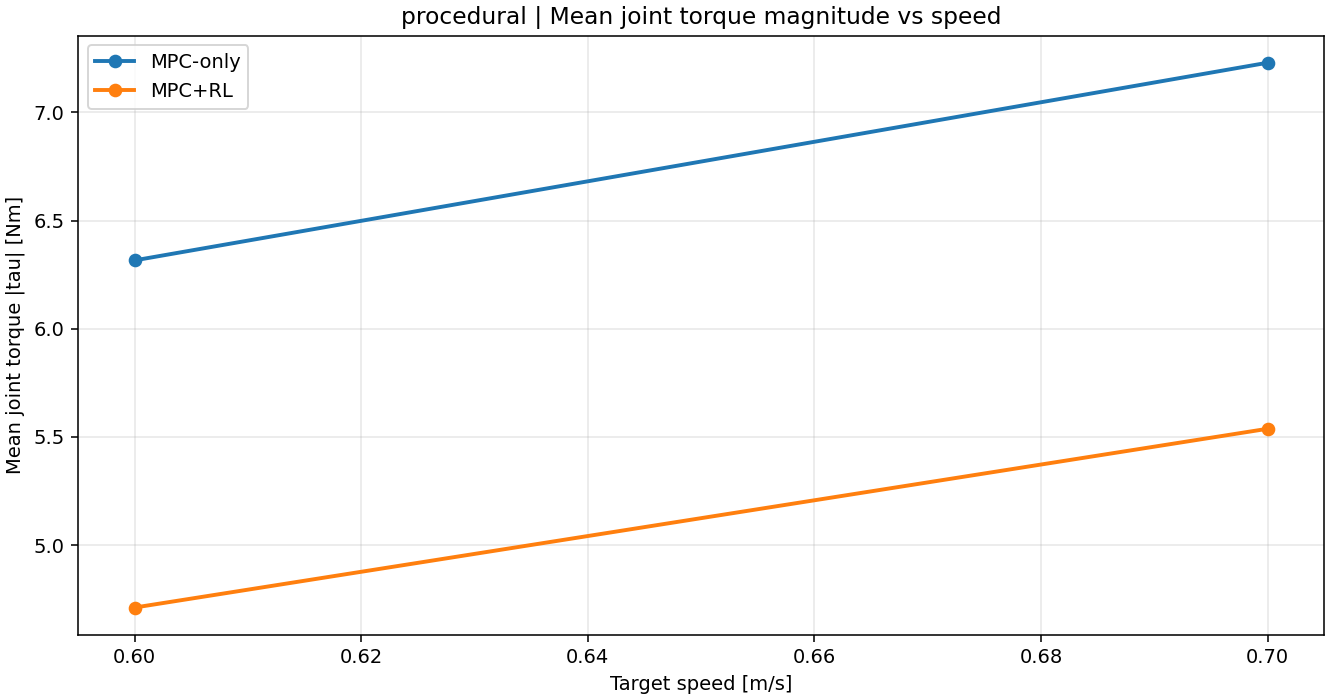 procedural | Mean joint torque magnitude vs speed
MPC-only
MPC+RL
Mean joint torque |tau| [Nm]
7.0
6.5
6.0
5.5
5.0
0.60
0.62
0.64
0.66
0.68
0.70
Target speed [m/s]